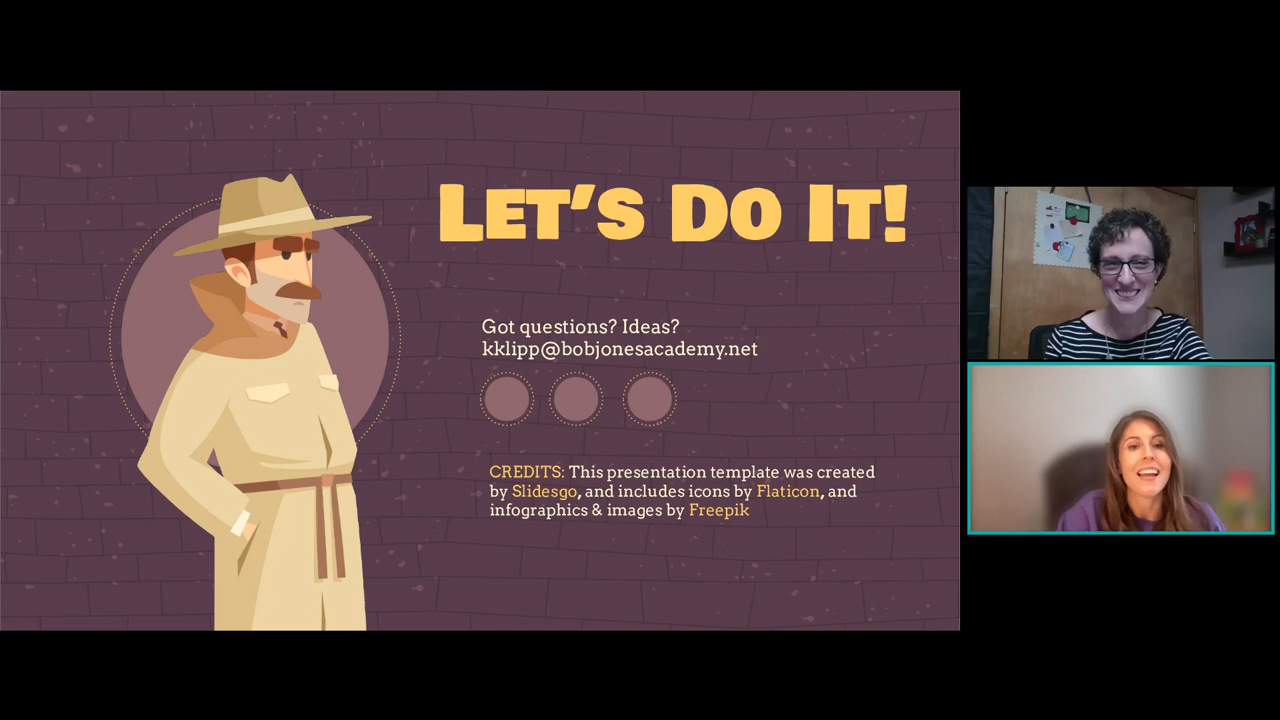 LET'S DO IT!
Got questions? Ideas?
kklipp@bobjonesacademy.net
CREDITS: This presentation template was created
by Slidesgo, and includes icons by Flaticon, and
infographics & images by Freepik